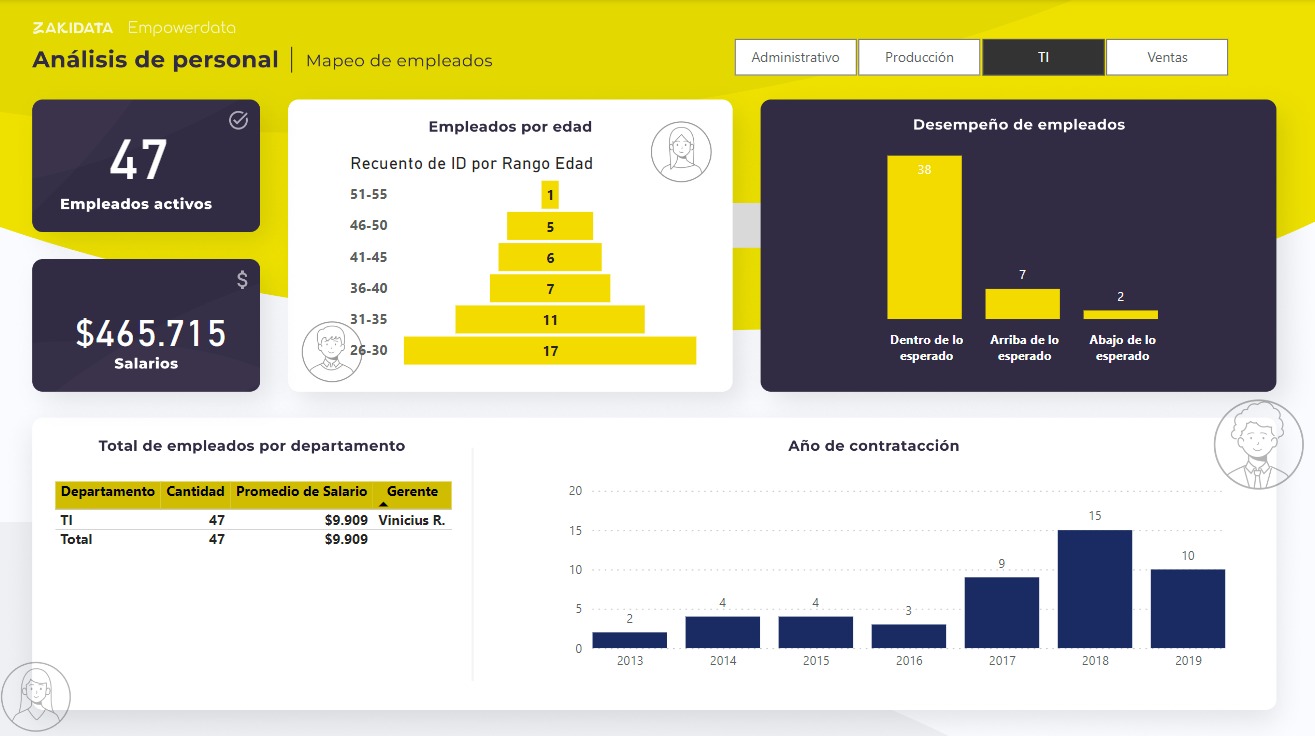 ZAKIDATA Empowerdata
Análisis de personal | Mapeo de empleados
Administrativo Producción TI Ventas
47
Empleados activos
$
$465.715
Salarios
Empleados por edad
Recuento de ID por Rango Edad
51-55 1
46-50 5
41-45 6
36-40 7
31-35 11
26-30 17
Desempeño de empleados
38 7 2
Dentro de lo esperado Arriba de lo esperado Abajo de lo esperado
Total de empleados por departamento
Departamento Cantidad Promedio de Salario Gerente
TI 47 $9.909 Vinicius R.
Total 47 $9.909
Año de contratacción
20
15
10
5
0
2 4 4 3 9 15 10
2013 2014 2015 2016 2017 2018 2019